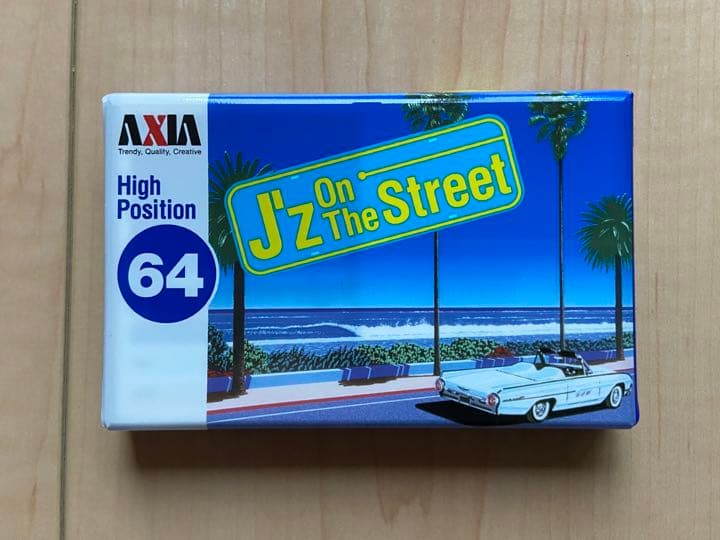 AXIA
Trendy, Quality, Creative
High
Position
64
J'z On The Street